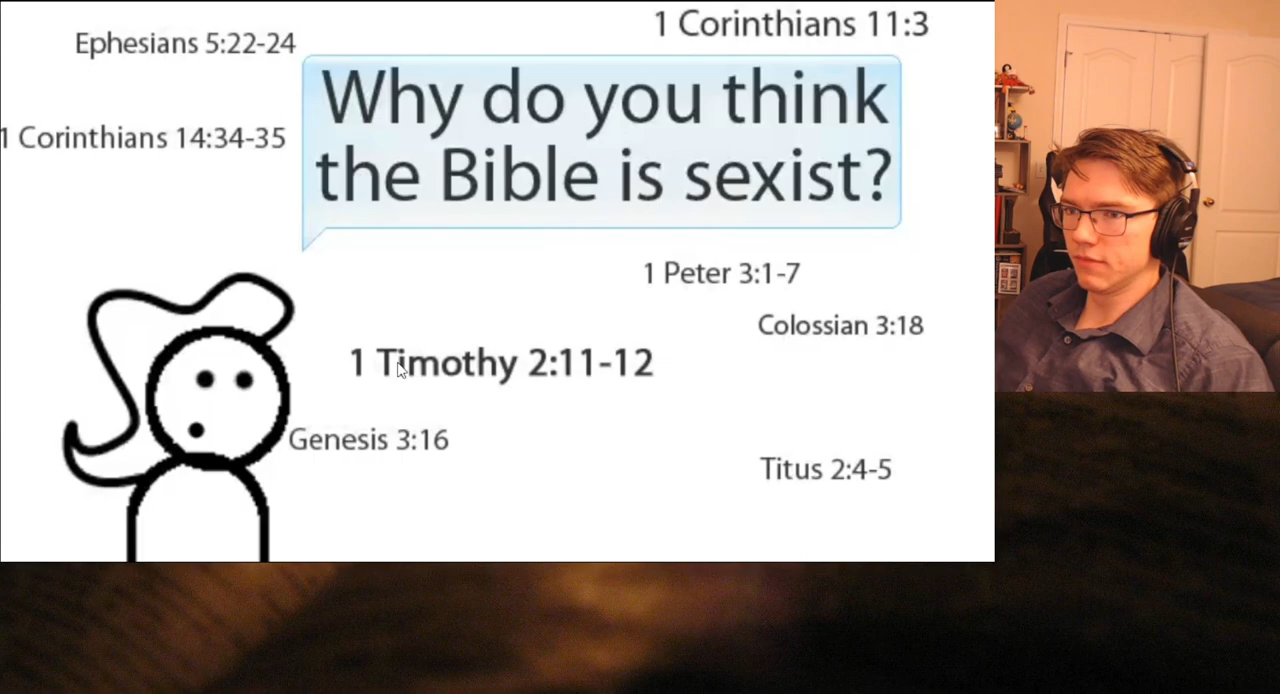 1 Corinthians 11:3
Ephesians 5:22-24
Why do you think
the Bible is sexist?
1 Corinthians 14:34-35
1 Peter 3:1-7
Colossian 3:18
1 Timothy 2:11-12
Genesis 3:16
Titus 2:4-5